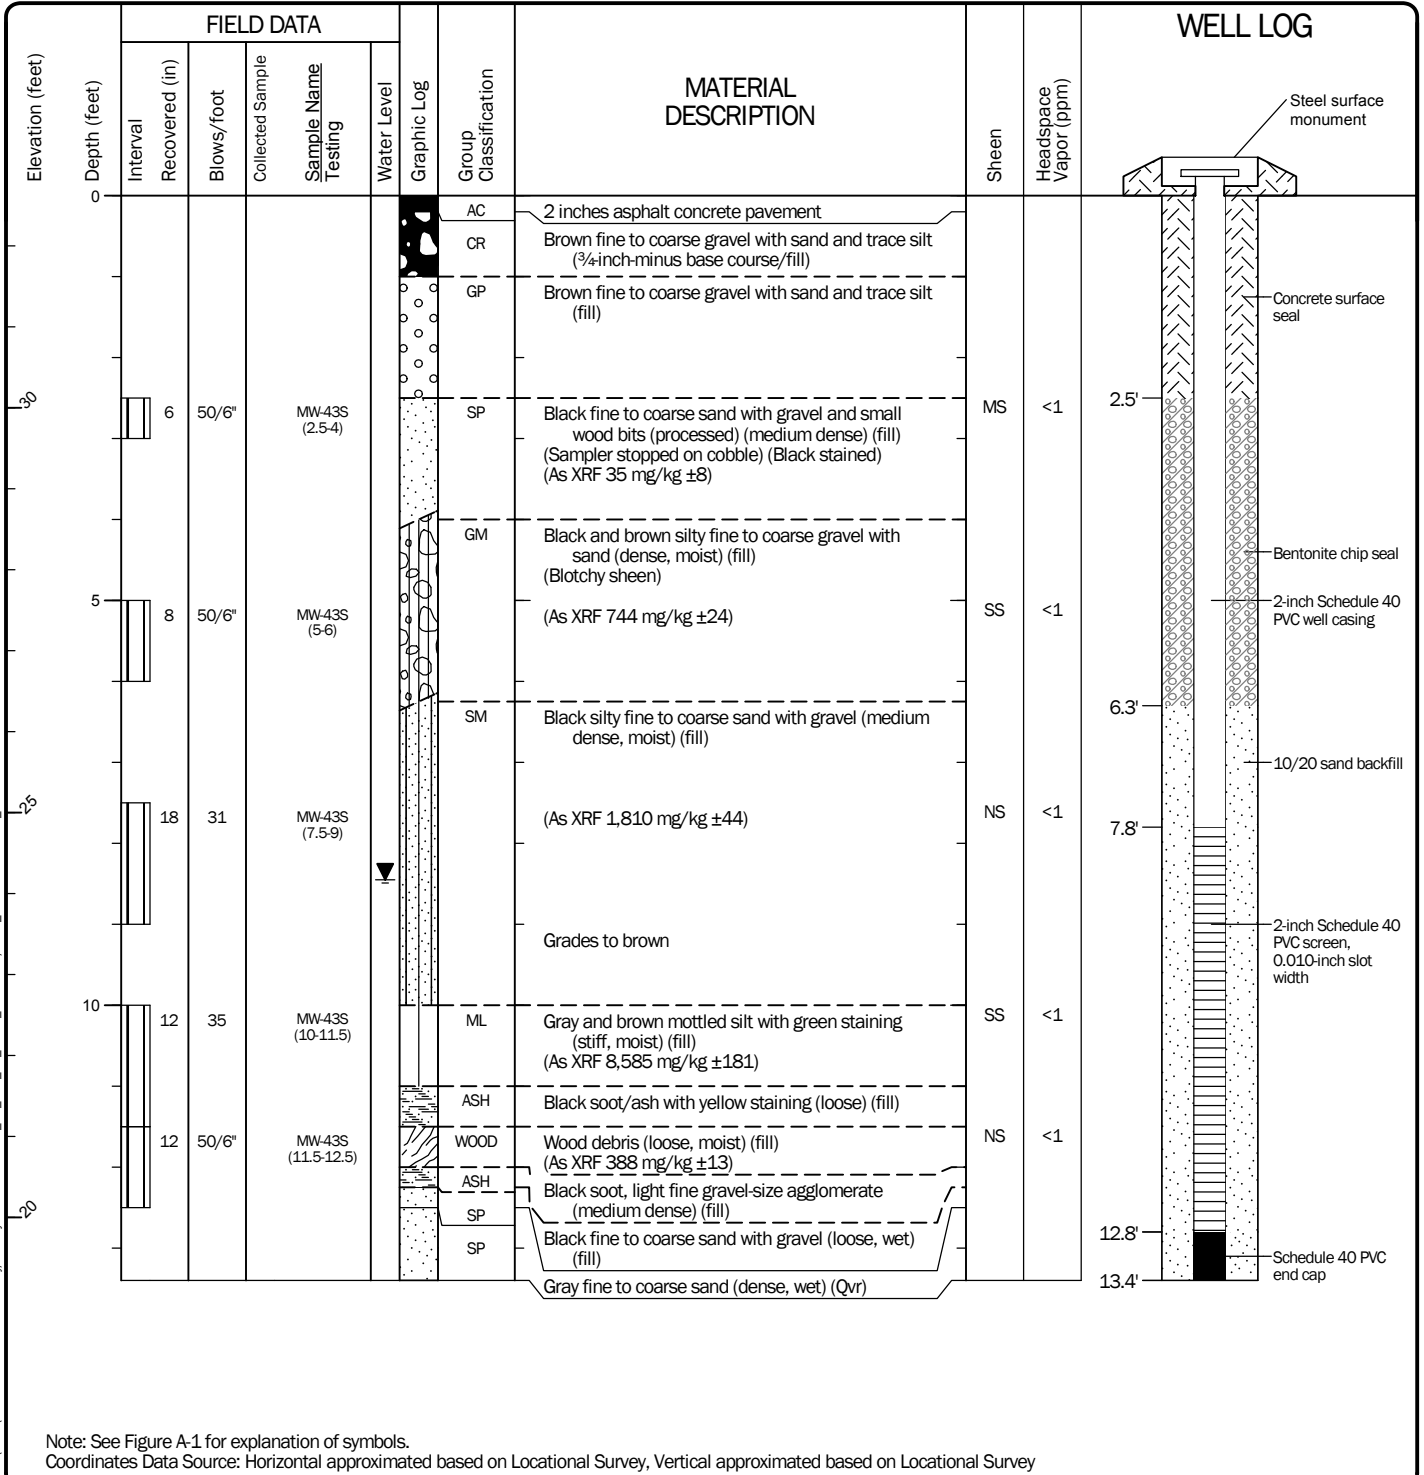 FIELD DATA
WELL LOG
Elevation (feet)
Depth (feet)
Interval
Recovered (in)
Blows/foot
Collected Sample
Sample Name
Testing
Water Level
Graphic Log
Group
Classification
MATERIAL
DESCRIPTION
Sheen
Headspace
Vapor (ppm)
Steel surface
monument
0
AC
2 inches asphalt concrete pavement
CR
Brown fine to coarse gravel with sand and trace silt
(¾-inch-minus base course/fill)
GP
Brown fine to coarse gravel with sand and trace silt
(fill)
Concrete surface
seal
30
6
50/6"
MW-43S
(2.5-4)
SP
Black fine to coarse sand with gravel and small
wood bits (processed) (medium dense) (fill)
(Sampler stopped on cobble) (Black stained)
(As XRF 35 mg/kg ±8)
MS
<1
2.5'
GM
Black and brown silty fine to coarse gravel with
sand (dense, moist) (fill)
(Blotchy sheen)
Bentonite chip seal
5
8
50/6"
MW-43S
(5-6)
(As XRF 744 mg/kg ±24)
SS
<1
2-inch Schedule 40
PVC well casing
6.3'
SM
Black silty fine to coarse sand with gravel (medium
dense, moist) (fill)
10/20 sand backfill
25
18
31
MW-43S
(7.5-9)
(As XRF 1,810 mg/kg ±44)
NS
<1
7.8'
Grades to brown
2-inch Schedule 40
PVC screen,
0.010-inch slot
width
10
12
35
MW-43S
(10-11.5)
ML
Gray and brown mottled silt with green staining
(stiff, moist) (fill)
(As XRF 8,585 mg/kg ±181)
SS
<1
ASH
Black soot/ash with yellow staining (loose) (fill)
12
50/6"
MW-43S
(11.5-12.5)
WOOD
Wood debris (loose, moist) (fill)
(As XRF 388 mg/kg ±13)
NS
<1
ASH
Black soot, light fine gravel-size agglomerate
(medium dense) (fill)
20
SP
Black fine to coarse sand with gravel (loose, wet)
(fill)
12.8'
SP
Gray fine to coarse sand (dense, wet) (Qvr)
Schedule 40 PVC
end cap
13.4'
Note: See Figure A-1 for explanation of symbols.
Coordinates Data Source: Horizontal approximated based on Locational Survey, Vertical approximated based on Locational Survey